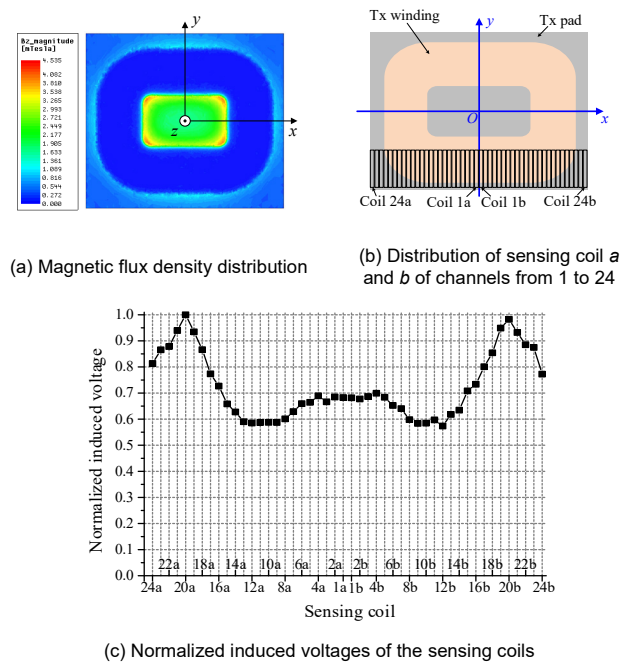 Bz_magnitude
[mTesla]
4.535
4.082
3.810
3.538
3.265
2.993
2.721
2.449
2.177
1.905
1.633
1.361
1.089
0.816
0.544
0.272
0.000
y
x
z
(a) Magnetic flux density distribution
Tx winding
y
Tx pad
O
x
Coil 24a
Coil 1a
Coil 1b
Coil 24b
(b) Distribution of sensing coil a
and b of channels from 1 to 24
Normalized induced voltage
1.0
0.9
0.8
0.7
0.6
0.5
0.4
0.3
0.2
0.1
0.0
22a 18a 14a 10a 6a 2a 2b 6b 10b 14b 18b 22b
24a 20a 16a 12a 8a 4a 1a 1b 4b 8b 12b 16b 20b 24b
Sensing coil
(c) Normalized induced voltages of the sensing coils